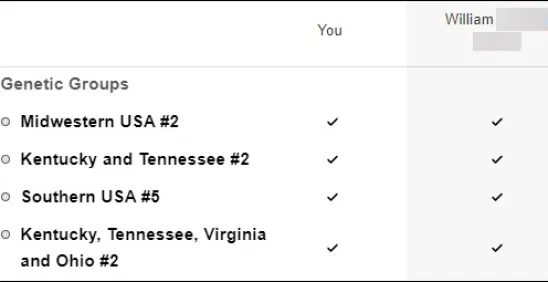 You
William
Genetic Groups
Midwestern USA #2
Kentucky and Tennessee #2
Southern USA #5
Kentucky, Tennessee, Virginia
and Ohio #2